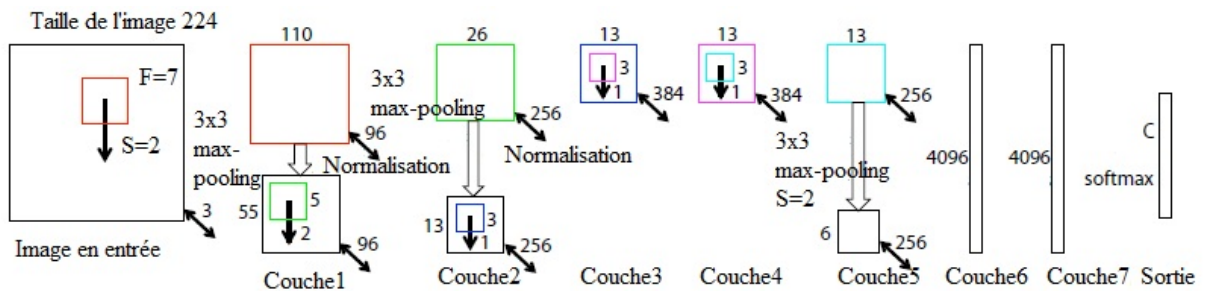 Taille de l'image 224
F=7
S=2
3
Image en entrée
3x3
max-
pooling
110
96
Normalisation
55
5
2
96
Couche1
26
3x3
max-pooling
256
Normalisation
13
3
1
256
Couche2
13
3
1
384
Couche3
13
3
1
384
Couche4
13
256
3x3
max-pooling
S=2
6
256
Couche5
4096
Couche6
4096
Couche7
C
softmax
Sortie